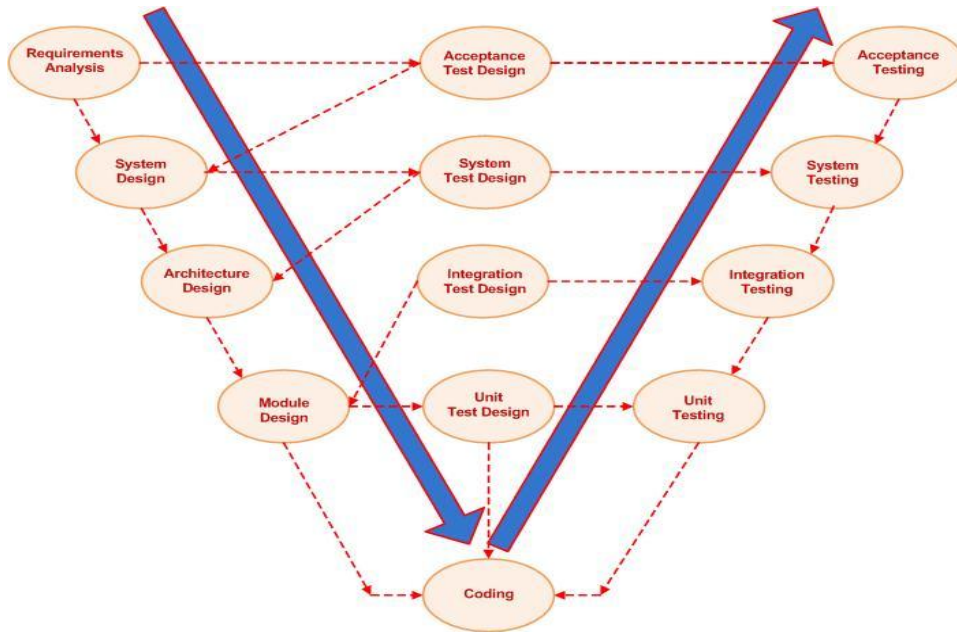 Requirements
Analysis
Acceptance
Test Design
Acceptance
Testing
System
Design
System
Test Design
System
Testing
Architecture
Design
Integration
Test Design
Integration
Testing
Module
Design
Unit
Test Design
Unit
Testing
Coding